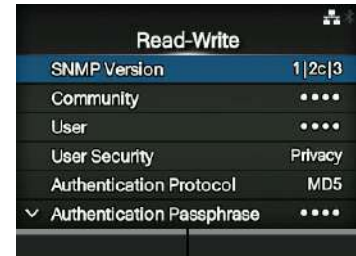 Read-Write
SNMP Version 1|2c|3
Community ••••
User ••••
User Security Privacy
Authentication Protocol MD5
Authentication Passphrase ••••